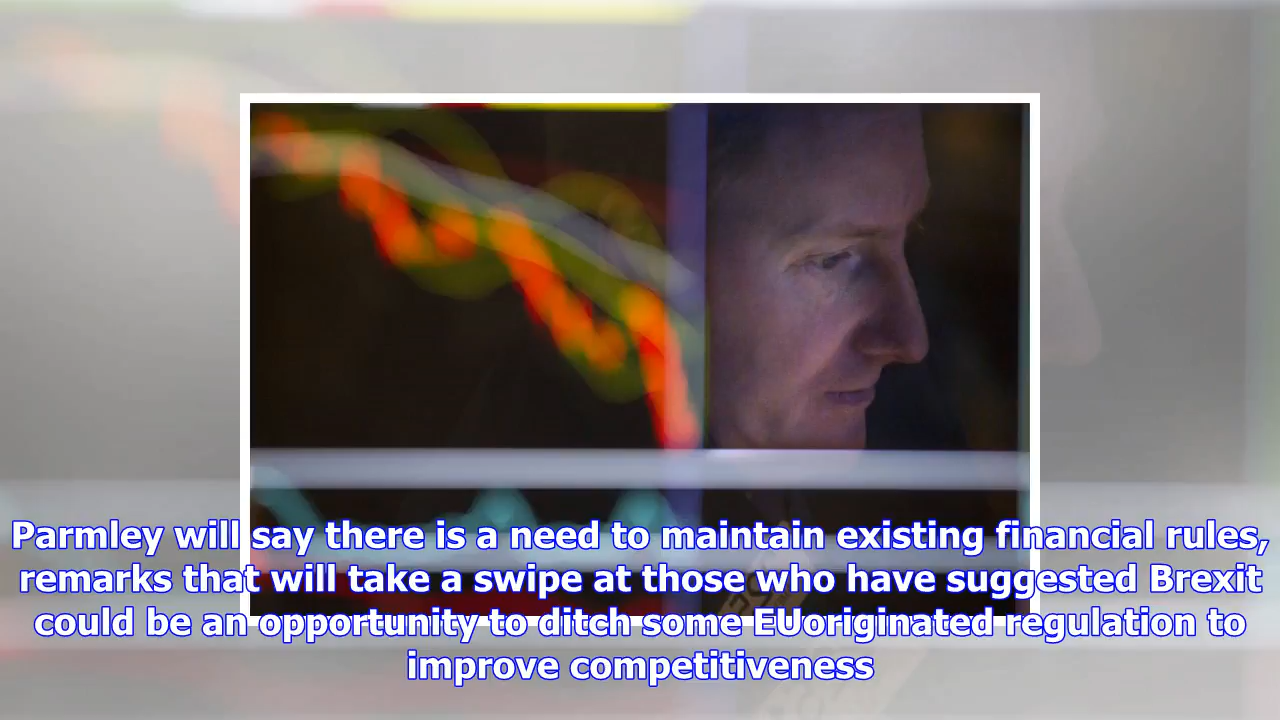 Parmley will say there is a need to maintain existing financial rules,
remarks that will take a swipe at those who have suggested Brexit
could be an opportunity to ditch some EUoriginated regulation to
improve competitiveness